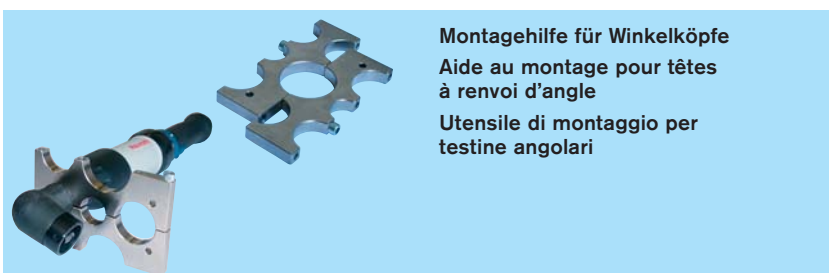 Montagehilfe für Winkelköpfe
Aide au montage pour têtes
à renvoi d'angle
Utensile di montaggio per
testine angolari